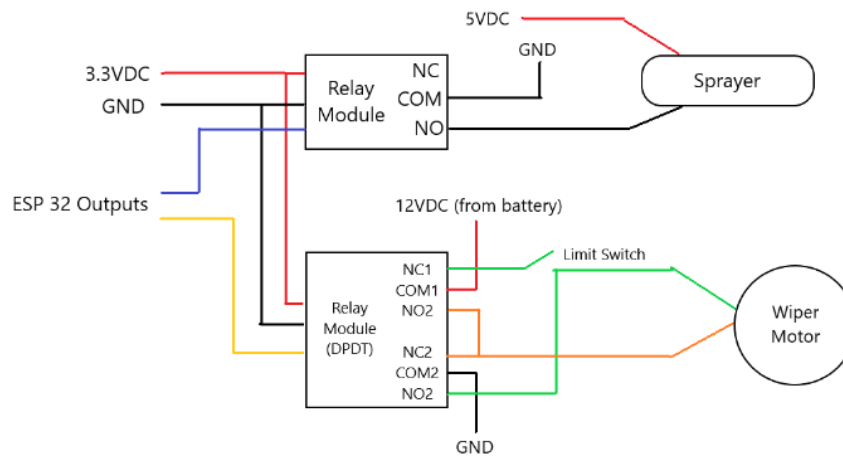 5VDC
GND
NC
3.3VDC
Relay
Module
COM
Sprayer
GND
NO
ESP 32 Outputs
12VDC (from battery)
Limit Switch
NC1
COM1
Relay
Module
(DPDT)
NO2
Wiper
Motor
NC2
COM2
NO2
GND